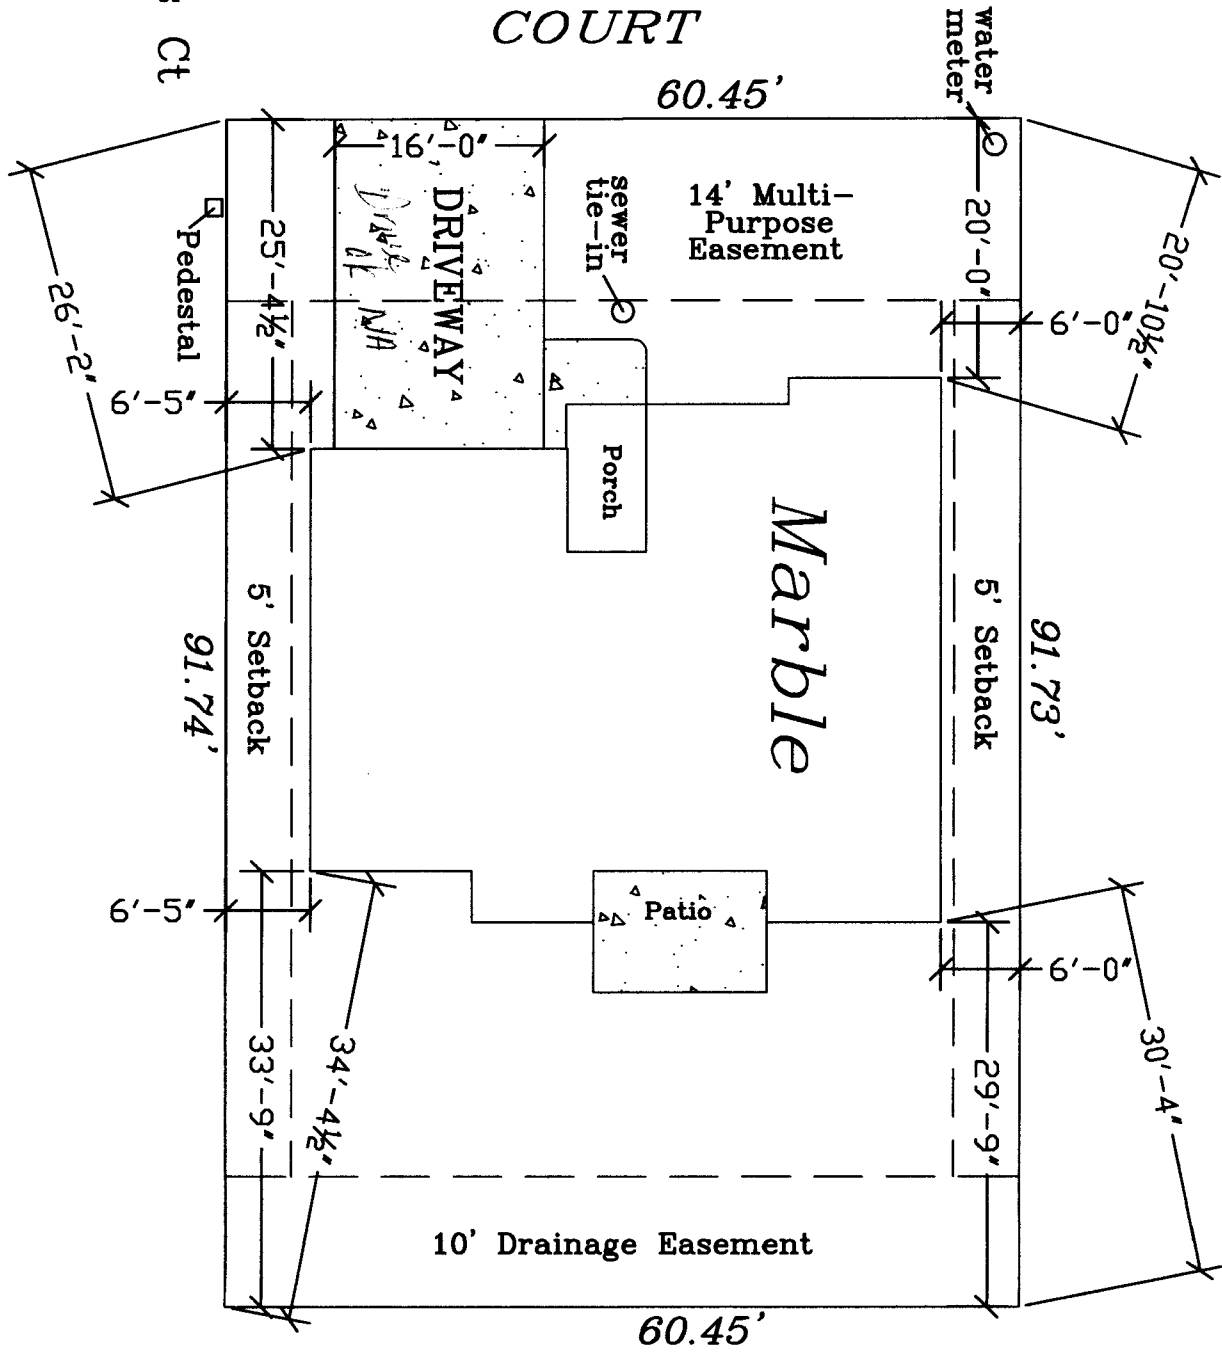 COURT
water
meter
Ct
60.45'
16'-0"
DRIVEWAY
Drive
ok N/A
sewer
tie-in
14' Multi-
Purpose
Easement
20'-0"
20'-10½"
6'-0"
Pedestal
25'-4½"
26'-2"
6'-5"
Porch
Marble
5' Setback
91.74'
5' Setback
91.73'
6'-5"
Patio
6'-0"
33'-9"
34'-4½"
29'-9"
30'-4"
10' Drainage Easement
60.45'